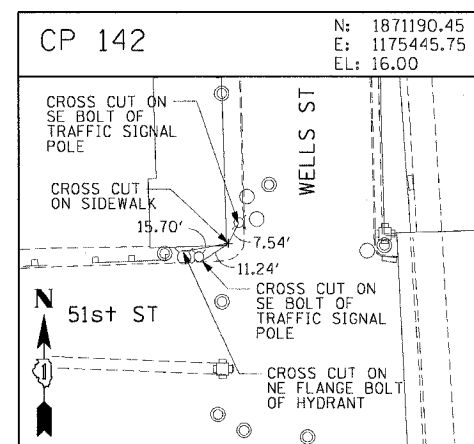 CP 142
N: 1871190.45
E: 1175445.75
EL: 16.00
CROSS CUT ON
SE BOLT OF
TRAFFIC SIGNAL
POLE
WELLS ST
CROSS CUT
ON SIDEWALK
15.70'
7.54'
11.24'
CROSS CUT ON
SE BOLT OF
TRAFFIC SIGNAL
POLE
N
51st ST
CROSS CUT ON
NE FLANGE BOLT
OF HYDRANT